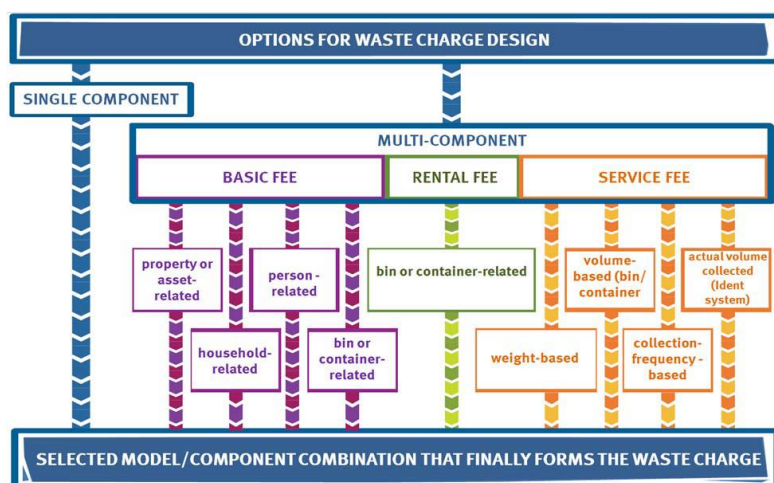 OPTIONS FOR WASTE CHARGE DESIGN
SINGLE COMPONENT
MULTI-COMPONENT
BASIC FEE
RENTAL FEE
SERVICE FEE
property or
asset-
related
household-
related
person -
related
bin or
container-
related
bin or container-related
weight-based
volume-
based (bin/
container
collection-
frequency -
based
actual volume
collected
(Ident
system)
SELECTED MODEL/COMPONENT COMBINATION THAT FINALLY FORMS THE WASTE CHARGE